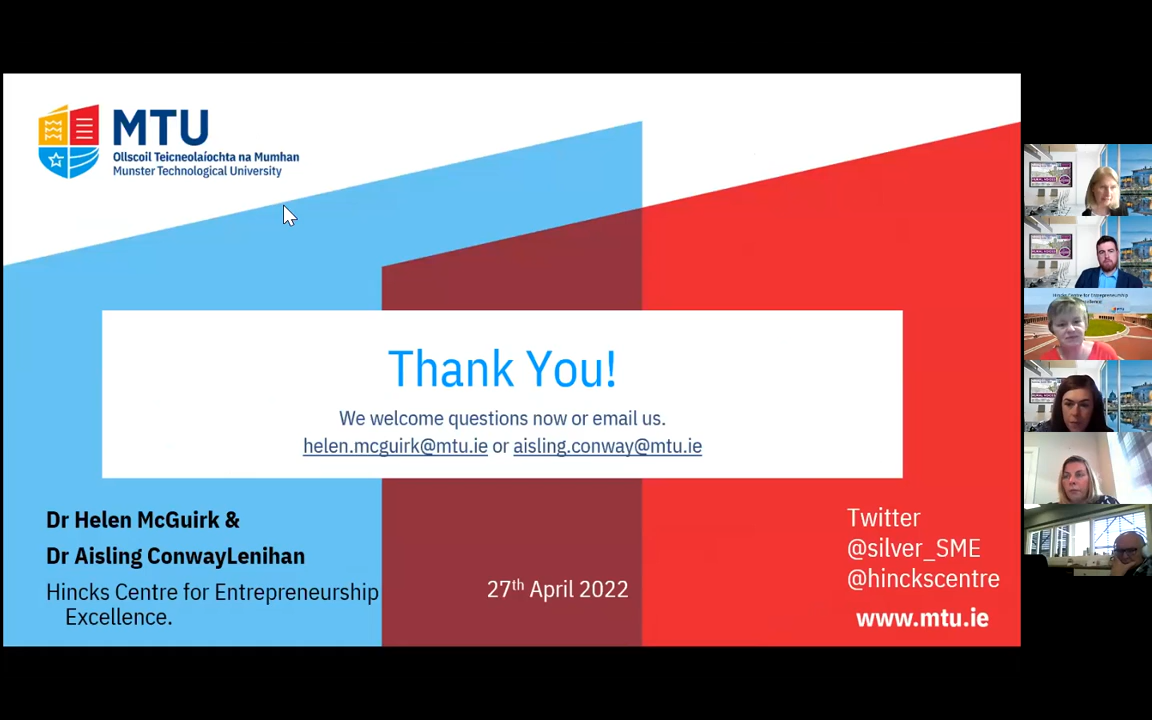 MTU
Ollscoil Teicneolaíochta na Mumhan
Munster Technological University
Thank You!
We welcome questions now or email us.
helen.mcguirk@mtu.ie or aisling.conway@mtu.ie
Dr Helen McGuirk &
Dr Aisling ConwayLenihan
Hincks Centre for Entrepreneurship
Excellence.
27th April 2022
Twitter
@silver_SME
@hinckscentre
www.mtu.ie